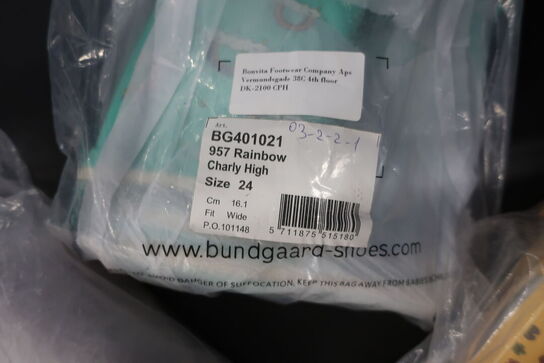 Bonvita Footwear Company Aps
Vermundsgade 38C 4th floor
DK-2100 CPH
Art.
03-2-2-1
BG401021
957 Rainbow
Charly High
Size 24
Cm 16.1
Fit Wide
P.O.101148
5 711875 515180
www.bundgaard-shoes.com
TO AVOID DANGER OF SUFFOCATION, KEEP THIS BAG AWAY FROM BABIES